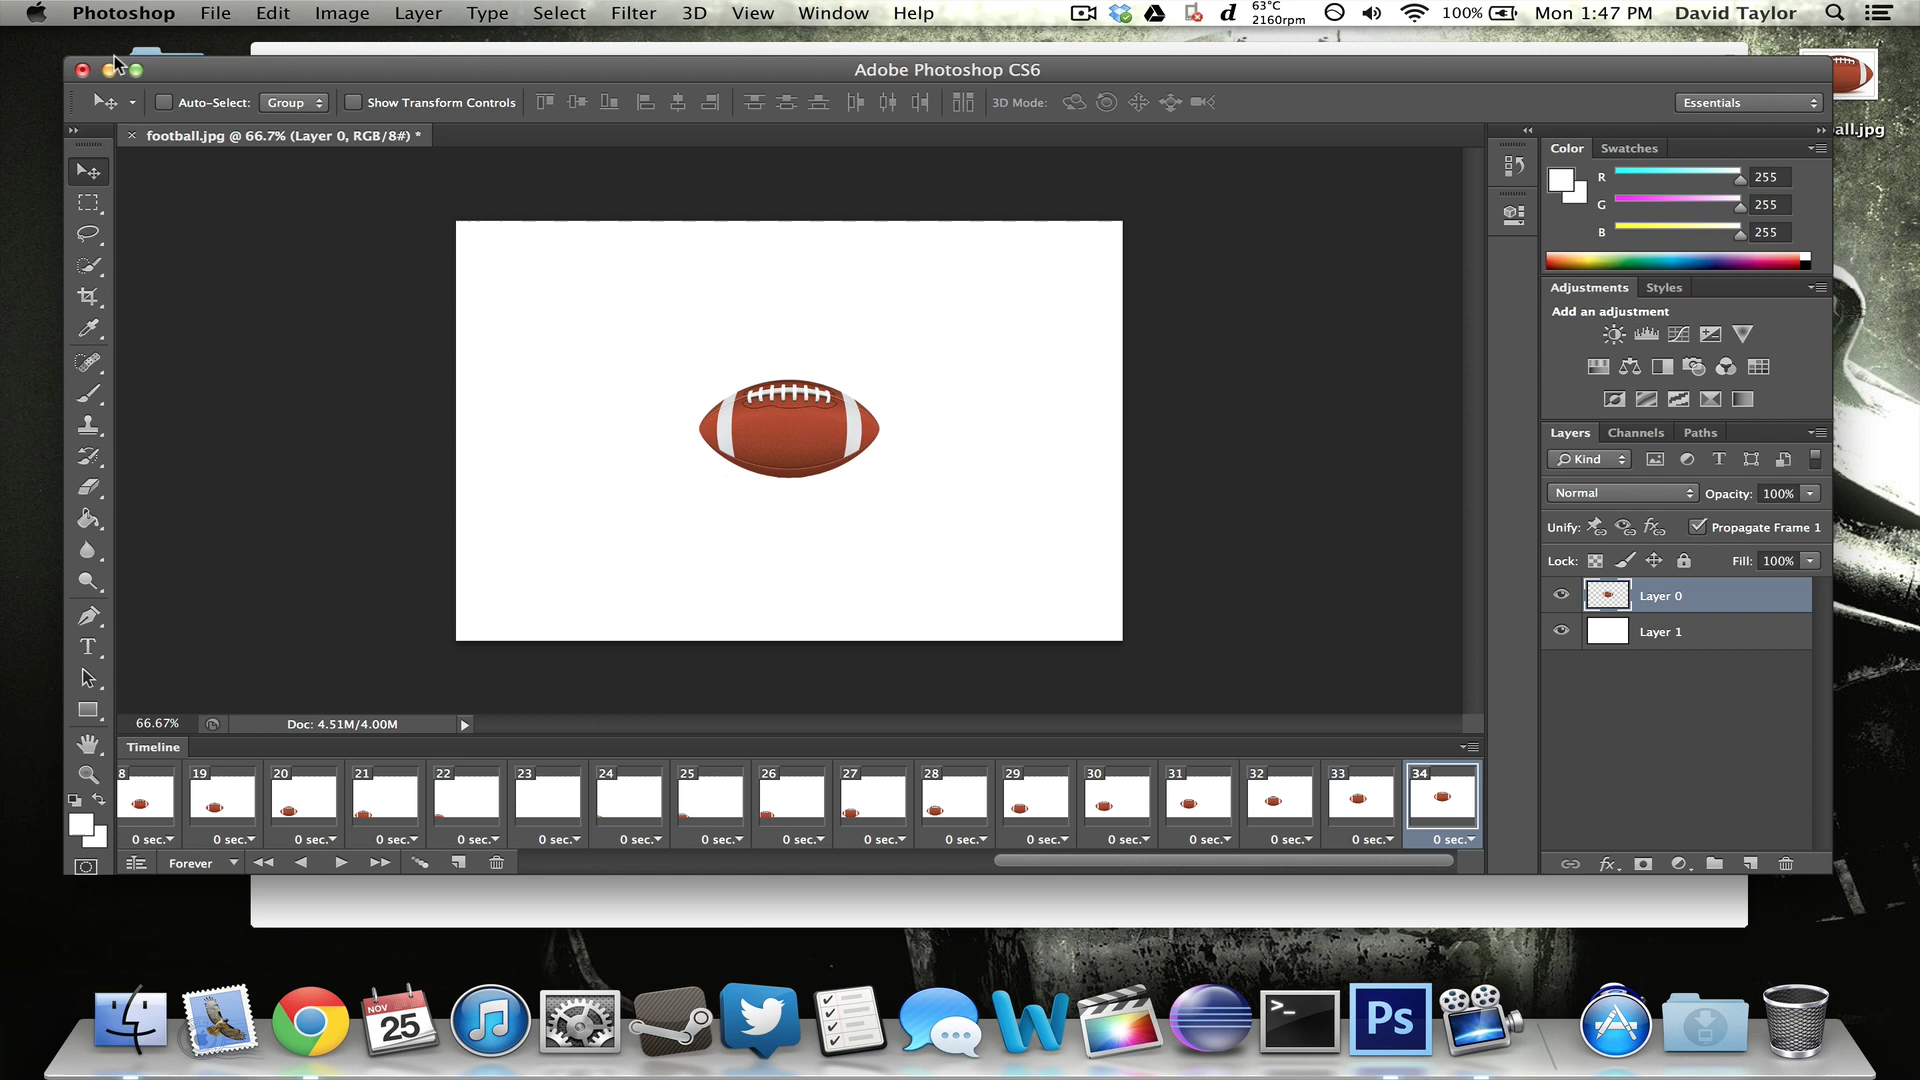 Photoshop File Edit Image Layer Type Select Filter 3D View Window Help d 63°C 2160rpm 100% Mon 1:47 PM David Taylor
Adobe Photoshop CS6
Auto-Select: Group Show Transform Controls 3D Mode: Essentials
football.jpg @ 66.7% (Layer 0, RGB/8#) *
all.jpg
Color Swatches
R 255
G 255
B 255
Adjustments Styles
Add an adjustment
Layers Channels Paths
Kind
Normal Opacity: 100%
Unify: Propagate Frame 1
Lock: Fill: 100%
Layer 0
Layer 1
66.67% Doc: 4.51M/4.00M
Timeline
8 19 20 21 22 23 24 25 26 27 28 29 30 31 32 33 34
0 sec. 0 sec. 0 sec. 0 sec. 0 sec. 0 sec. 0 sec. 0 sec. 0 sec. 0 sec. 0 sec. 0 sec. 0 sec. 0 sec. 0 sec. 0 sec. 0 sec.
Forever
NOV
25
Ps